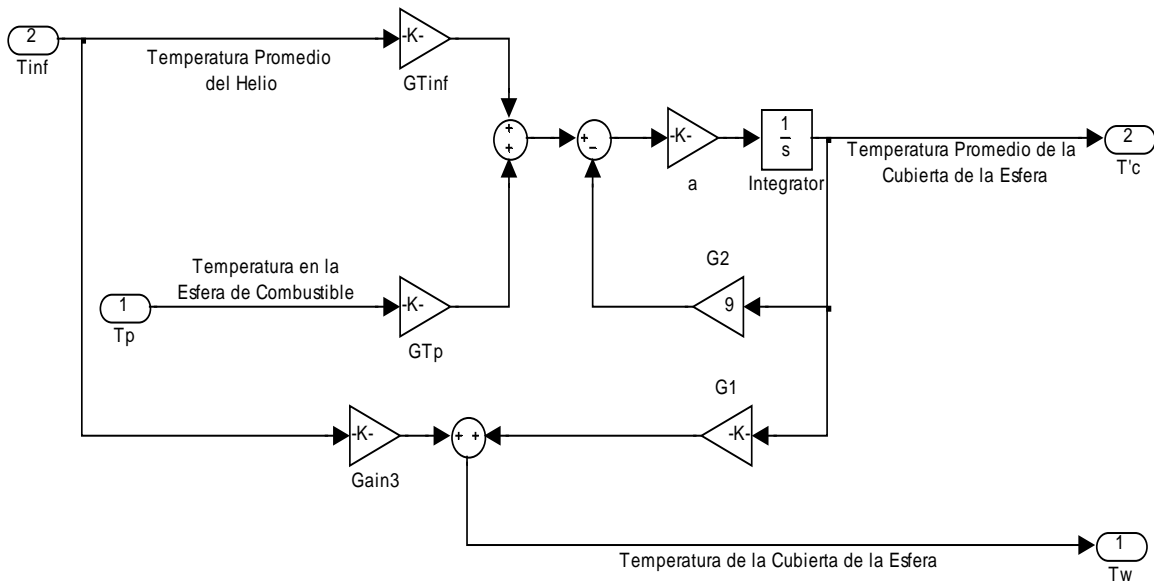 2
Tinf
Temperatura Promedio
del Helio
-K-
GTinf
+
+
+
−
-K-
a
1
s
Integrator
Temperatura Promedio de la
Cubierta de la Esfera
2
T'c
Temperatura en la
Esfera de Combustible
1
Tp
-K-
GTp
G2
9
G1
-K-
-K-
Gain3
+ +
Temperatura de la Cubierta de la Esfera
1
Tw